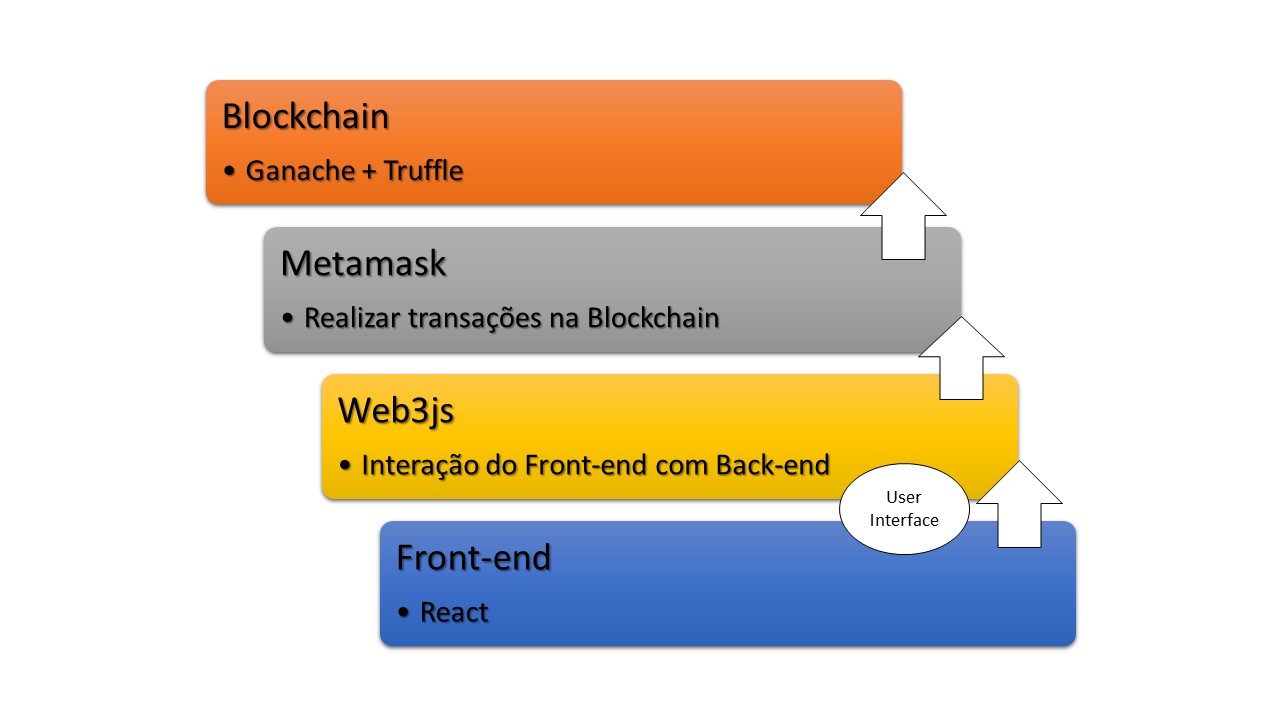 Blockchain
• Ganache + Truffle
Metamask
• Realizar transações na Blockchain
Web3js
• Interação do Front-end com Back-end
User
Interface
Front-end
• React